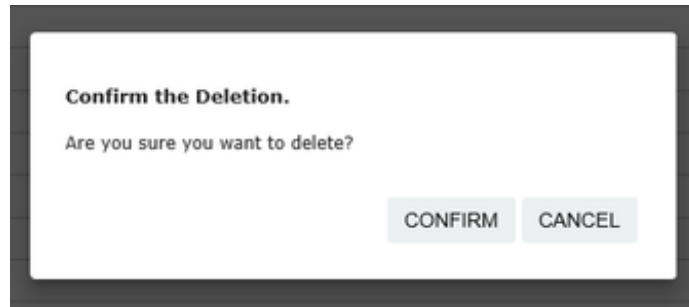 Confirm the Deletion.
Are you sure you want to delete?
CONFIRM CANCEL